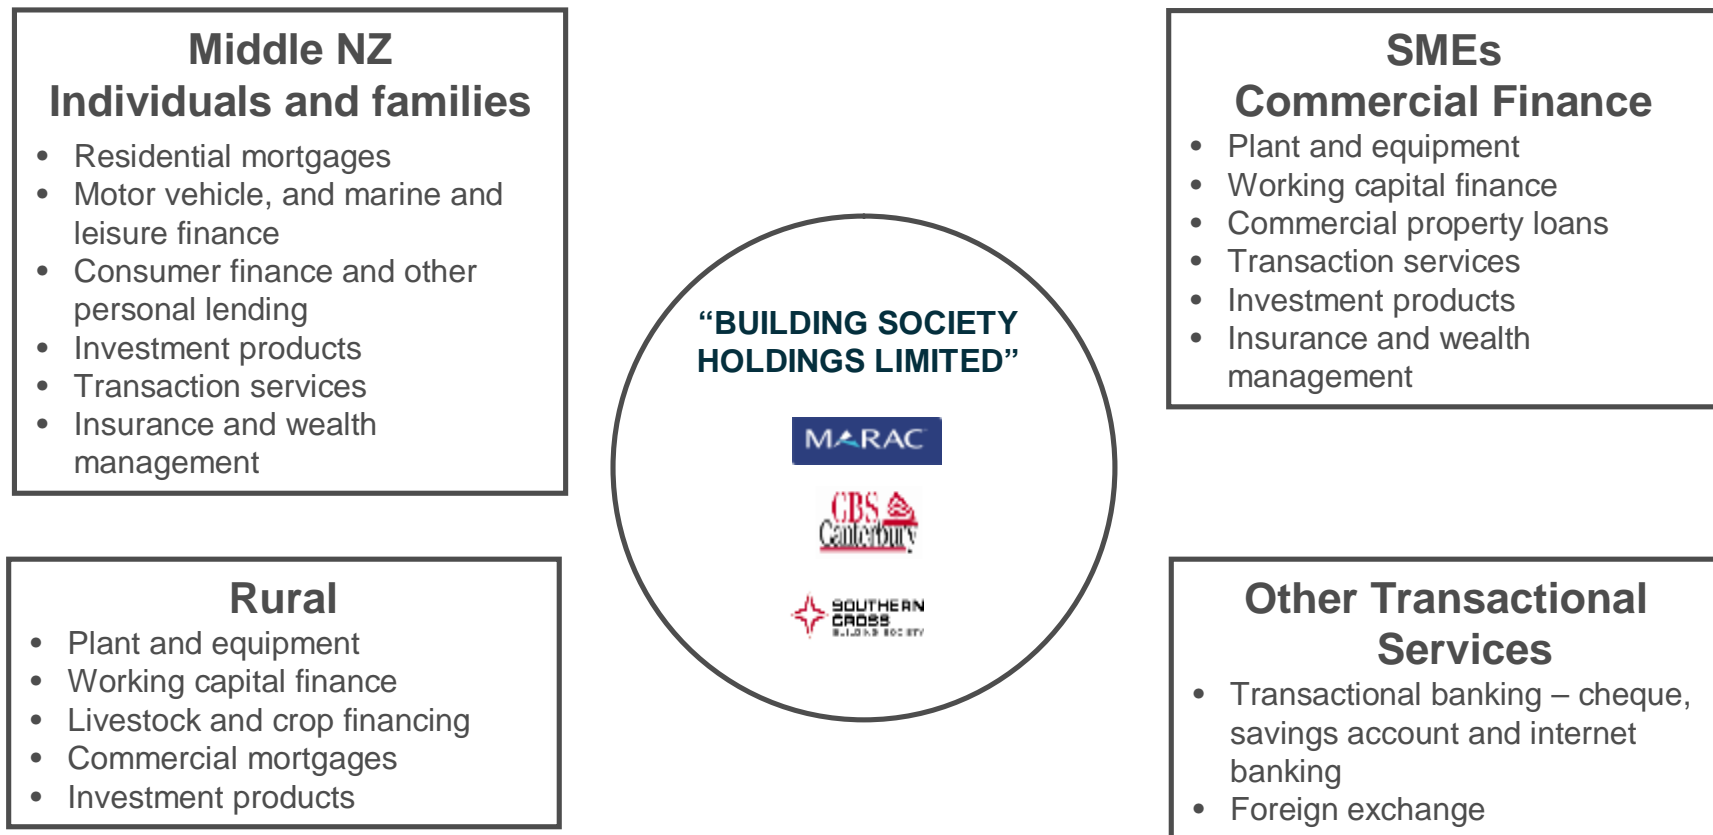 Middle NZ
Individuals and families
• Residential mortgages
• Motor vehicle, and marine and
leisure finance
• Consumer finance and other
personal lending
• Investment products
• Transaction services
• Insurance and wealth
management
SMEs
Commercial Finance
• Plant and equipment
• Working capital finance
• Commercial property loans
• Transaction services
• Investment products
• Insurance and wealth
management
“BUILDING SOCIETY
HOLDINGS LIMITED”
MARAC
CBS
Canterbury
SOUTHERN
CROSS
BUILDING SOCIETY
Rural
• Plant and equipment
• Working capital finance
• Livestock and crop financing
• Commercial mortgages
• Investment products
Other Transactional
Services
• Transactional banking – cheque,
savings account and internet
banking
• Foreign exchange